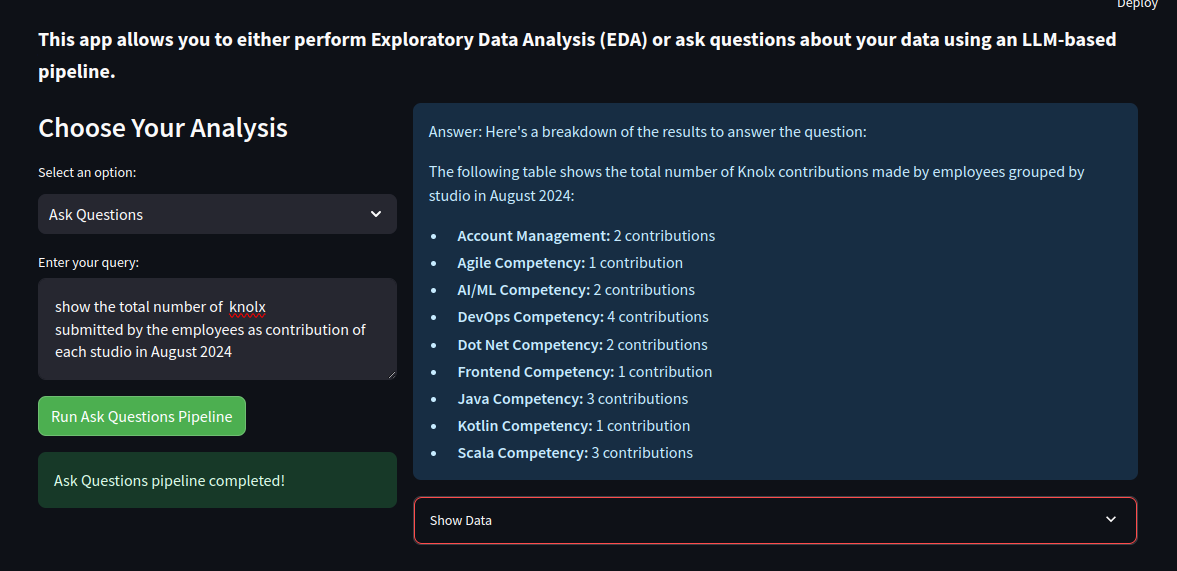 Deploy
This app allows you to either perform Exploratory Data Analysis (EDA) or ask questions about your data using an LLM-based
pipeline.
Choose Your Analysis
Select an option:
Ask Questions
Enter your query:
show the total number of  knolx
submitted by the employees as contribution of
each studio in August 2024
Run Ask Questions Pipeline
Ask Questions pipeline completed!
Answer: Here's a breakdown of the results to answer the question:
The following table shows the total number of Knolx contributions made by employees grouped by
studio in August 2024:
• Account Management: 2 contributions
• Agile Competency: 1 contribution
• AI/ML Competency: 2 contributions
• DevOps Competency: 4 contributions
• Dot Net Competency: 2 contributions
• Frontend Competency: 1 contribution
• Java Competency: 3 contributions
• Kotlin Competency: 1 contribution
• Scala Competency: 3 contributions
Show Data